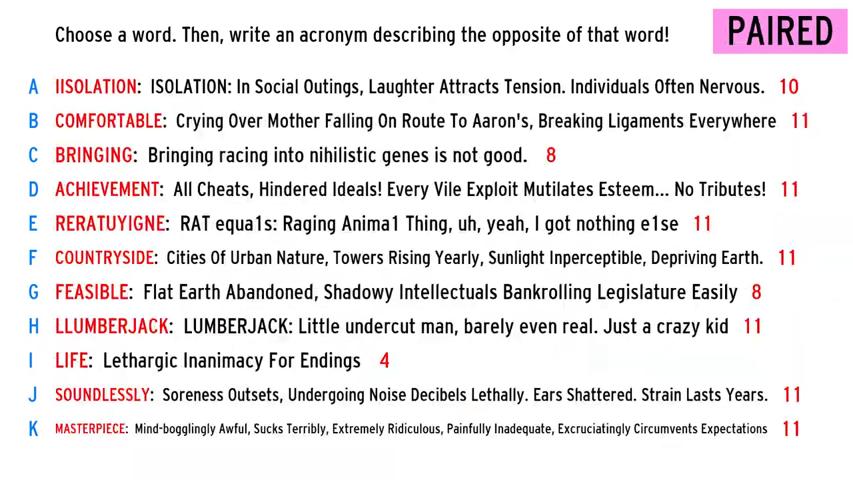 Choose a word. Then, write an acronym describing the opposite of that word!
PAIRED
A IISOLATION: ISOLATION: In Social Outings, Laughter Attracts Tension. Individuals Often Nervous. 10
B COMFORTABLE: Crying Over Mother Falling On Route To Aaron's, Breaking Ligaments Everywhere 11
C BRINGING: Bringing racing into nihilistic genes is not good. 8
D ACHIEVEMENT: All Cheats, Hindered Ideals! Every Vile Exploit Mutilates Esteem... No Tributes! 11
E RERATUYIGNE: RAT equa1s: Raging Anima1 Thing, uh, yeah, I got nothing e1se 11
F COUNTRYSIDE: Cities Of Urban Nature, Towers Rising Yearly, Sunlight Inperceptible, Depriving Earth. 11
G FEASIBLE: Flat Earth Abandoned, Shadowy Intellectuals Bankrolling Legislature Easily 8
H LLUMBERJACK: LUMBERJACK: Little undercut man, barely even real. Just a crazy kid 11
I LIFE: Lethargic Inanimacy For Endings 4
J SOUNDLESSLY: Soreness Outsets, Undergoing Noise Decibels Lethally. Ears Shattered. Strain Lasts Years. 11
K MASTERPIECE: Mind-bogglingly Awful, Sucks Terribly, Extremely Ridiculous, Painfully Inadequate, Excruciatingly Circumvents Expectations 11